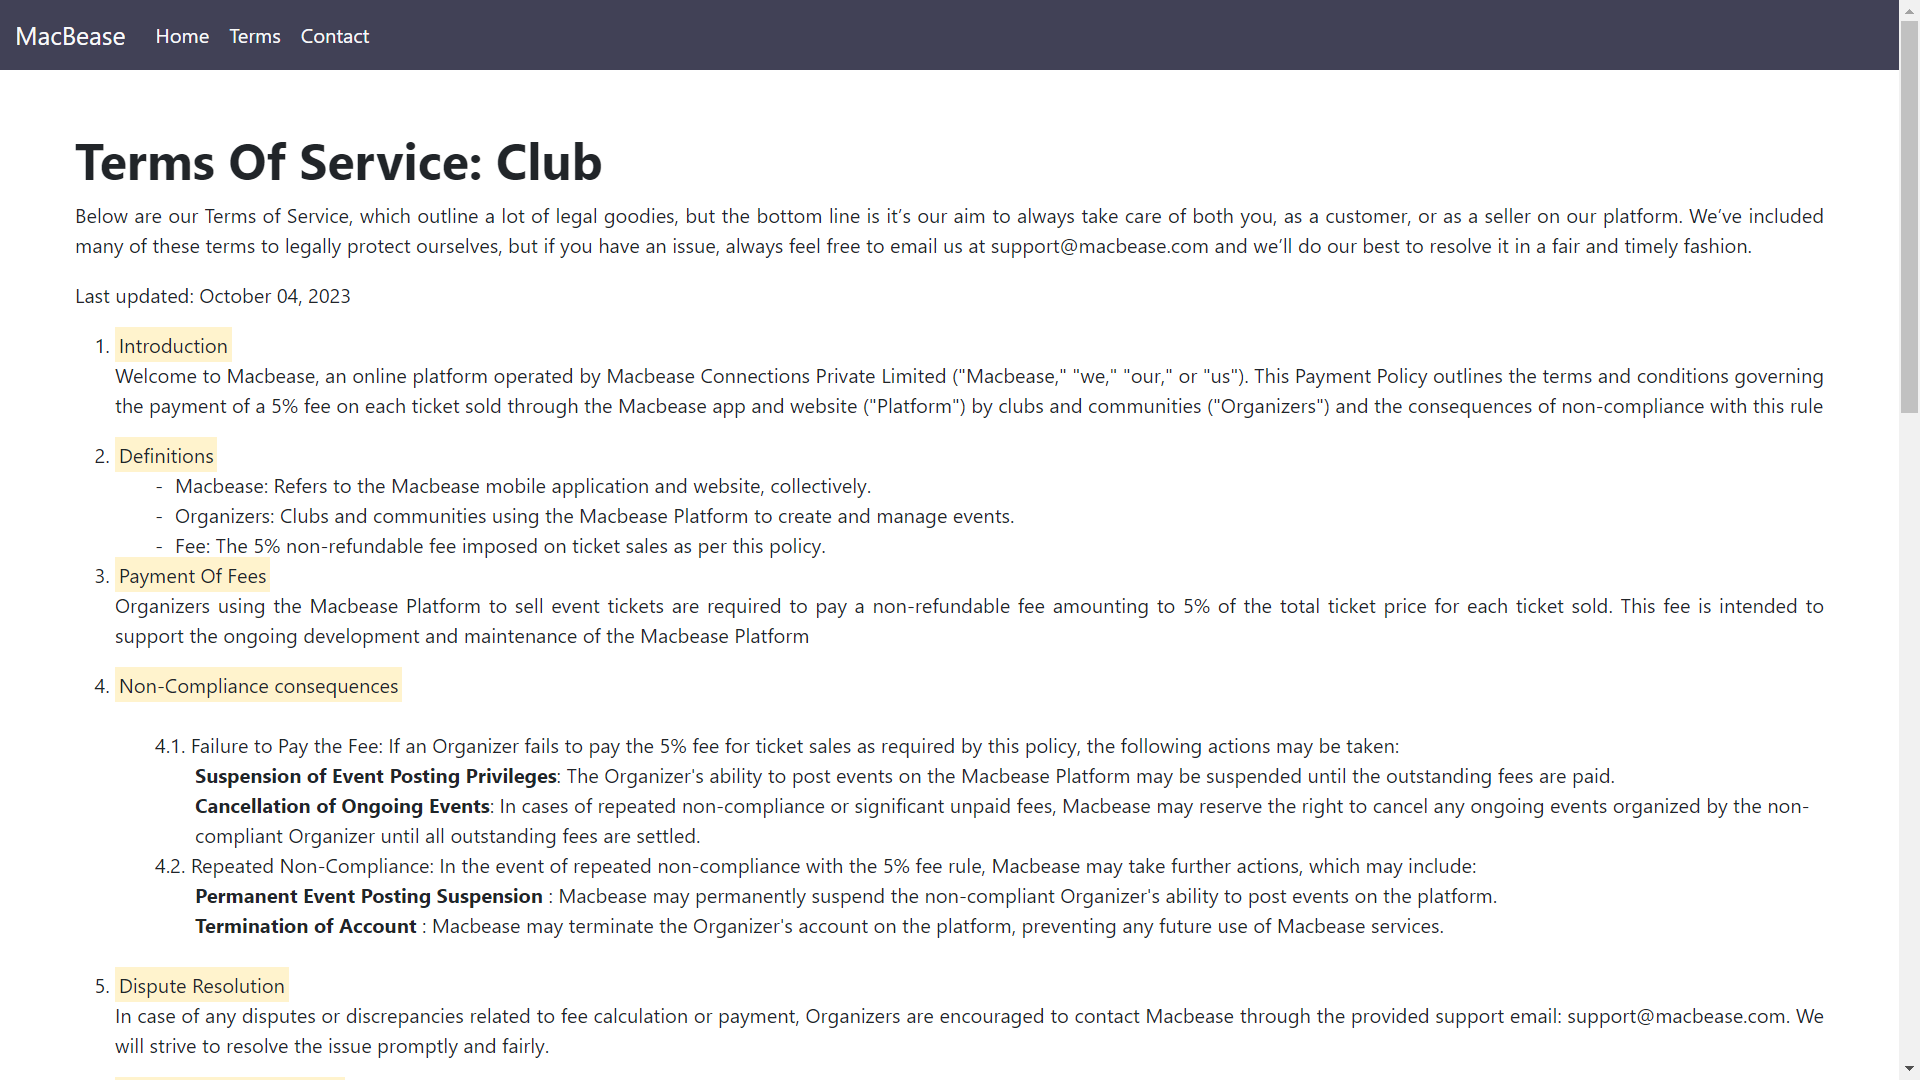 MacBease Home Terms Contact
Terms Of Service: Club
Below are our Terms of Service, which outline a lot of legal goodies, but the bottom line is it’s our aim to always take care of both you, as a customer, or as a seller on our platform. We’ve included
many of these terms to legally protect ourselves, but if you have an issue, always feel free to email us at support@macbease.com and we’ll do our best to resolve it in a fair and timely fashion.
Last updated: October 04, 2023
1. Introduction
Welcome to Macbease, an online platform operated by Macbease Connections Private Limited ("Macbease," "we," "our," or "us"). This Payment Policy outlines the terms and conditions governing
the payment of a 5% fee on each ticket sold through the Macbease app and website ("Platform") by clubs and communities ("Organizers") and the consequences of non-compliance with this rule
2. Definitions
- Macbease: Refers to the Macbease mobile application and website, collectively.
- Organizers: Clubs and communities using the Macbease Platform to create and manage events.
- Fee: The 5% non-refundable fee imposed on ticket sales as per this policy.
3. Payment Of Fees
Organizers using the Macbease Platform to sell event tickets are required to pay a non-refundable fee amounting to 5% of the total ticket price for each ticket sold. This fee is intended to
support the ongoing development and maintenance of the Macbease Platform
4. Non-Compliance consequences
4.1. Failure to Pay the Fee: If an Organizer fails to pay the 5% fee for ticket sales as required by this policy, the following actions may be taken:
Suspension of Event Posting Privileges: The Organizer's ability to post events on the Macbease Platform may be suspended until the outstanding fees are paid.
Cancellation of Ongoing Events: In cases of repeated non-compliance or significant unpaid fees, Macbease may reserve the right to cancel any ongoing events organized by the non-
compliant Organizer until all outstanding fees are settled.
4.2. Repeated Non-Compliance: In the event of repeated non-compliance with the 5% fee rule, Macbease may take further actions, which may include:
Permanent Event Posting Suspension : Macbease may permanently suspend the non-compliant Organizer's ability to post events on the platform.
Termination of Account : Macbease may terminate the Organizer's account on the platform, preventing any future use of Macbease services.
5. Dispute Resolution
In case of any disputes or discrepancies related to fee calculation or payment, Organizers are encouraged to contact Macbease through the provided support email: support@macbease.com. We
will strive to resolve the issue promptly and fairly.